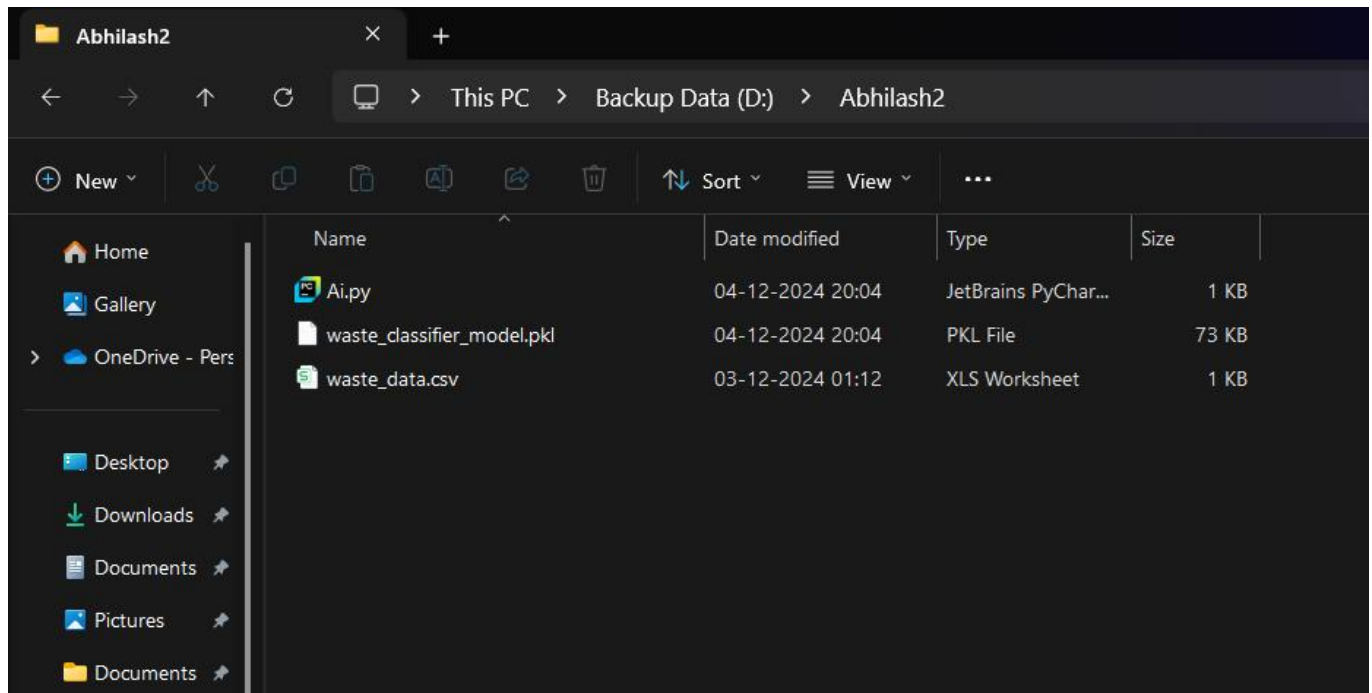 Abhilash2
This PC > Backup Data (D:) > Abhilash2
New Sort View
Name Date modified Type Size
Ai.py 04-12-2024 20:04 JetBrains PyChar... 1 KB
waste_classifier_model.pkl 04-12-2024 20:04 PKL File 73 KB
waste_data.csv 03-12-2024 01:12 XLS Worksheet 1 KB
Home
Gallery
OneDrive - Pers
Desktop
Downloads
Documents
Pictures
Documents